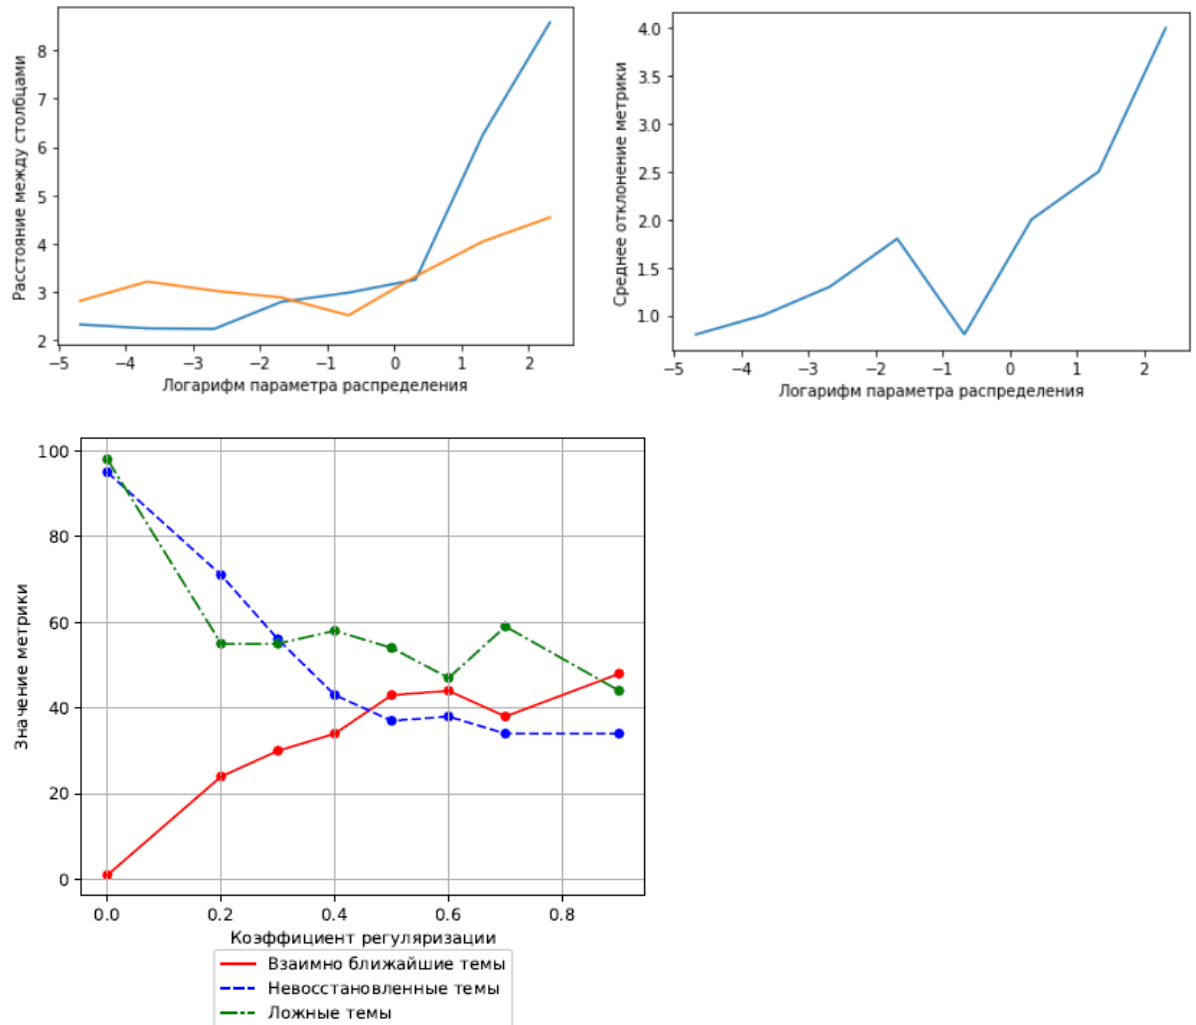 Расстояние между столбцами
8
7
6
5
4
3
2
−5 −4 −3 −2 −1 0 1 2
Логарифм параметра распределения
Среднее отклонение метрики
4.0
3.5
3.0
2.5
2.0
1.5
1.0
−5 −4 −3 −2 −1 0 1 2
Логарифм параметра распределения
Значение метрики
100
80
60
40
20
0
0.0 0.2 0.4 0.6 0.8
Коэффициент регуляризации
Взаимно ближайшие темы
Невосстановленные темы
Ложные темы